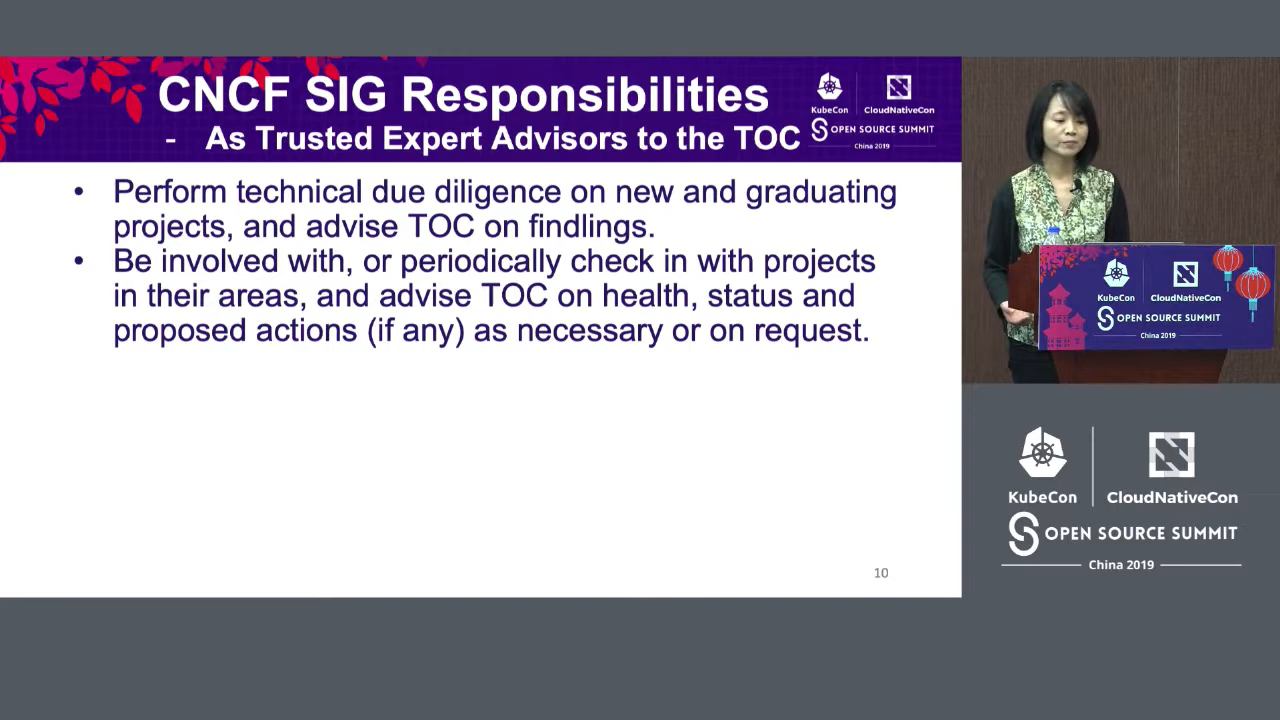 CNCF SIG Responsibilities
- As Trusted Expert Advisors to the TOC
KubeCon
CloudNativeCon
OPEN SOURCE SUMMIT
China 2019
• Perform technical due diligence on new and graduating
projects, and advise TOC on findlings.
• Be involved with, or periodically check in with projects
in their areas, and advise TOC on health, status and
proposed actions (if any) as necessary or on request.
10
KubeCon
CloudNativeCon
OPEN SOURCE SUMMIT
China 2019
KubeCon
CloudNativeCon
OPEN SOURCE SUMMIT
China 2019